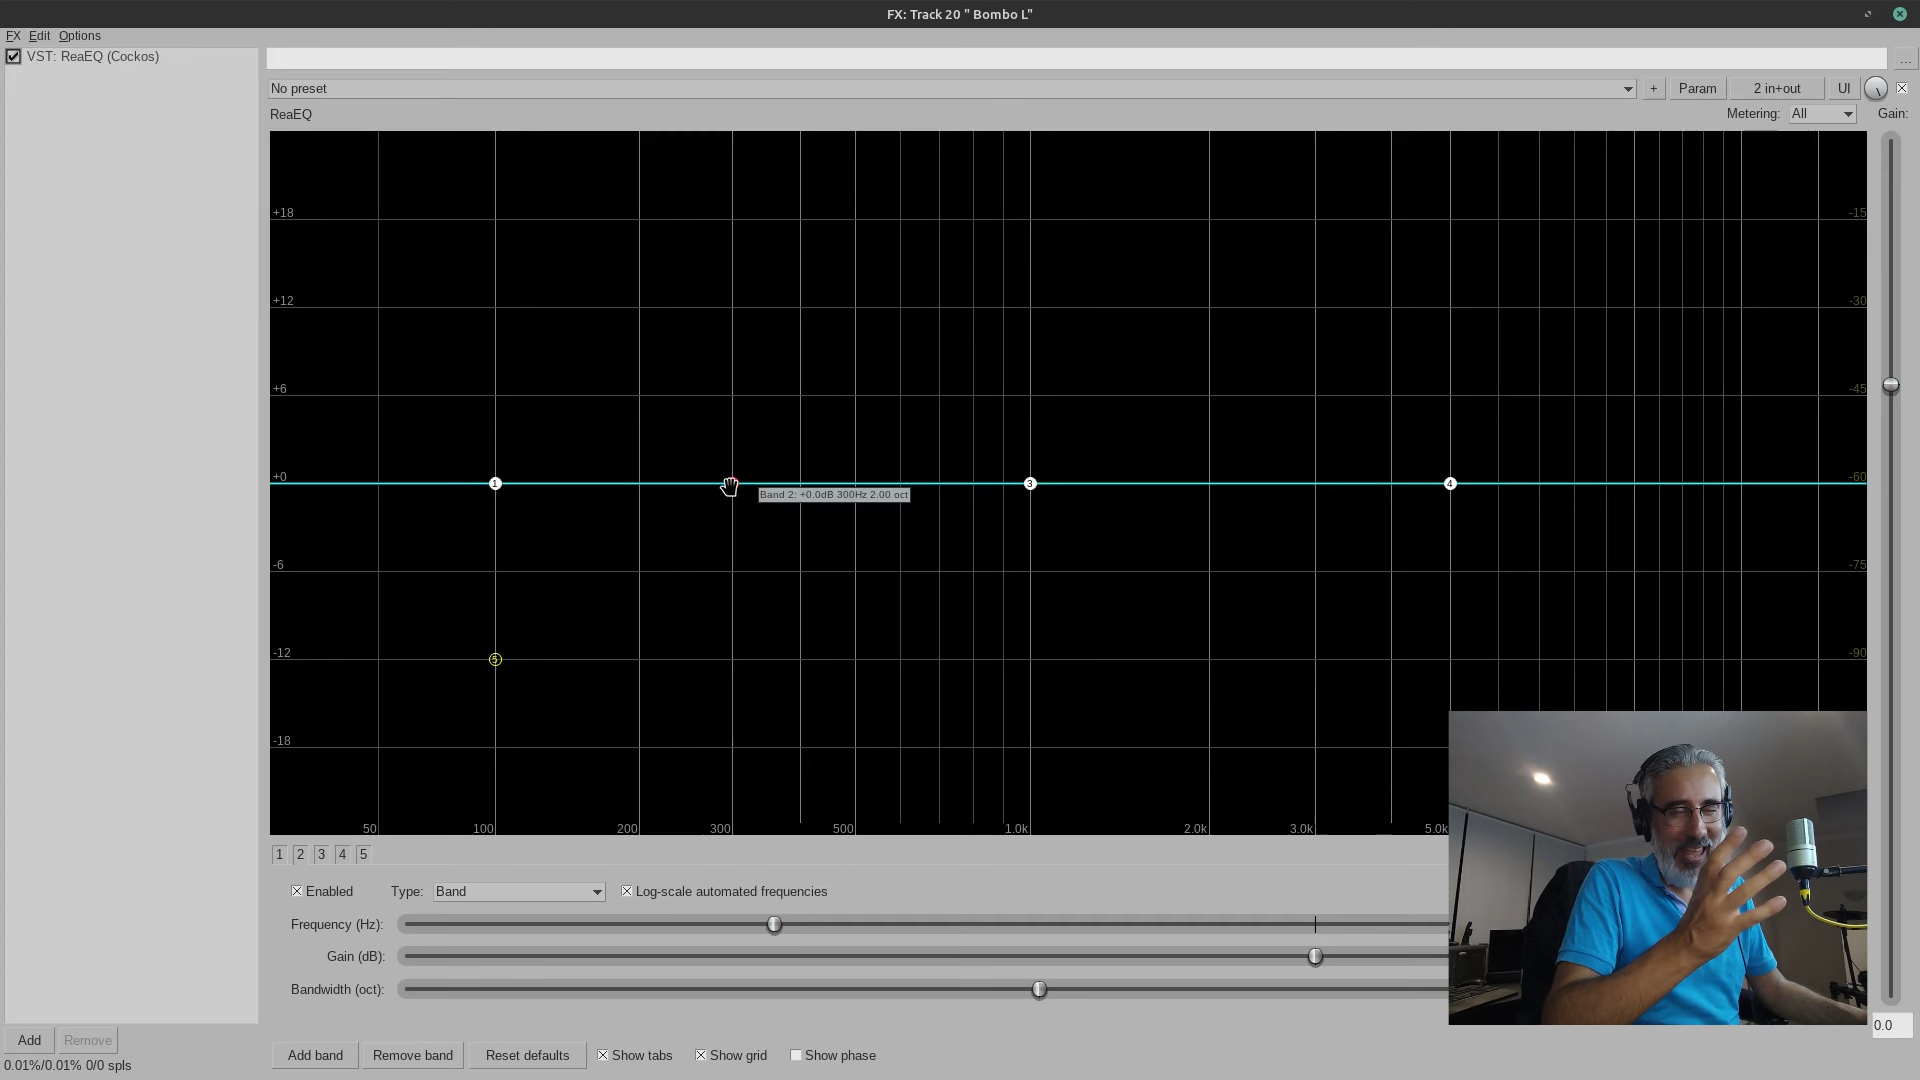 FX: Track 20 " Bombo L"
FX Edit Options
VST: ReaEQ (Cockos)
...
No preset
+
Param
2 in+out
UI
ReaEQ
Metering: All
Gain:
+18
-15
+12
-30
+6
-45
+0
-60
1
3
4
Band 2: +0.0dB 300Hz 2.00 oct
-6
-75
-12
-90
5
-18
50 100 200 300 500 1.0k 2.0k 3.0k 5.0k
1 2 3 4 5
Enabled
Type: Band
Log-scale automated frequencies
Frequency (Hz):
Gain (dB):
Bandwidth (oct):
0.0
Add Remove
Add band Remove band Reset defaults Show tabs Show grid Show phase
0.01%/0.01% 0/0 spls